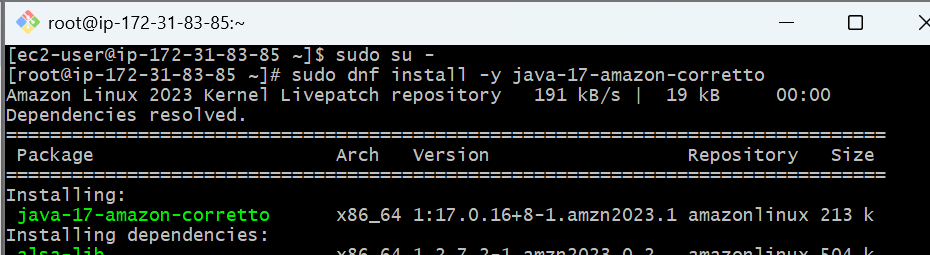 root@ip-172-31-83-85:~
[ec2-user@ip-172-31-83-85 ~]$ sudo su -
[root@ip-172-31-83-85 ~]# sudo dnf install -y java-17-amazon-corretto
Amazon Linux 2023 Kernel Livepatch repository   191 kB/s |  19 kB     00:00
Dependencies resolved.
================================================================================
 Package                      Arch   Version                  Repository   Size
================================================================================
Installing:
 java-17-amazon-corretto      x86_64 1:17.0.16+8-1.amzn2023.1 amazonlinux 213 k
Installing dependencies:
 alsa-lib                     x86_64 1.2.7.2-1.amzn2023.0.2   amazonlinux 504 k